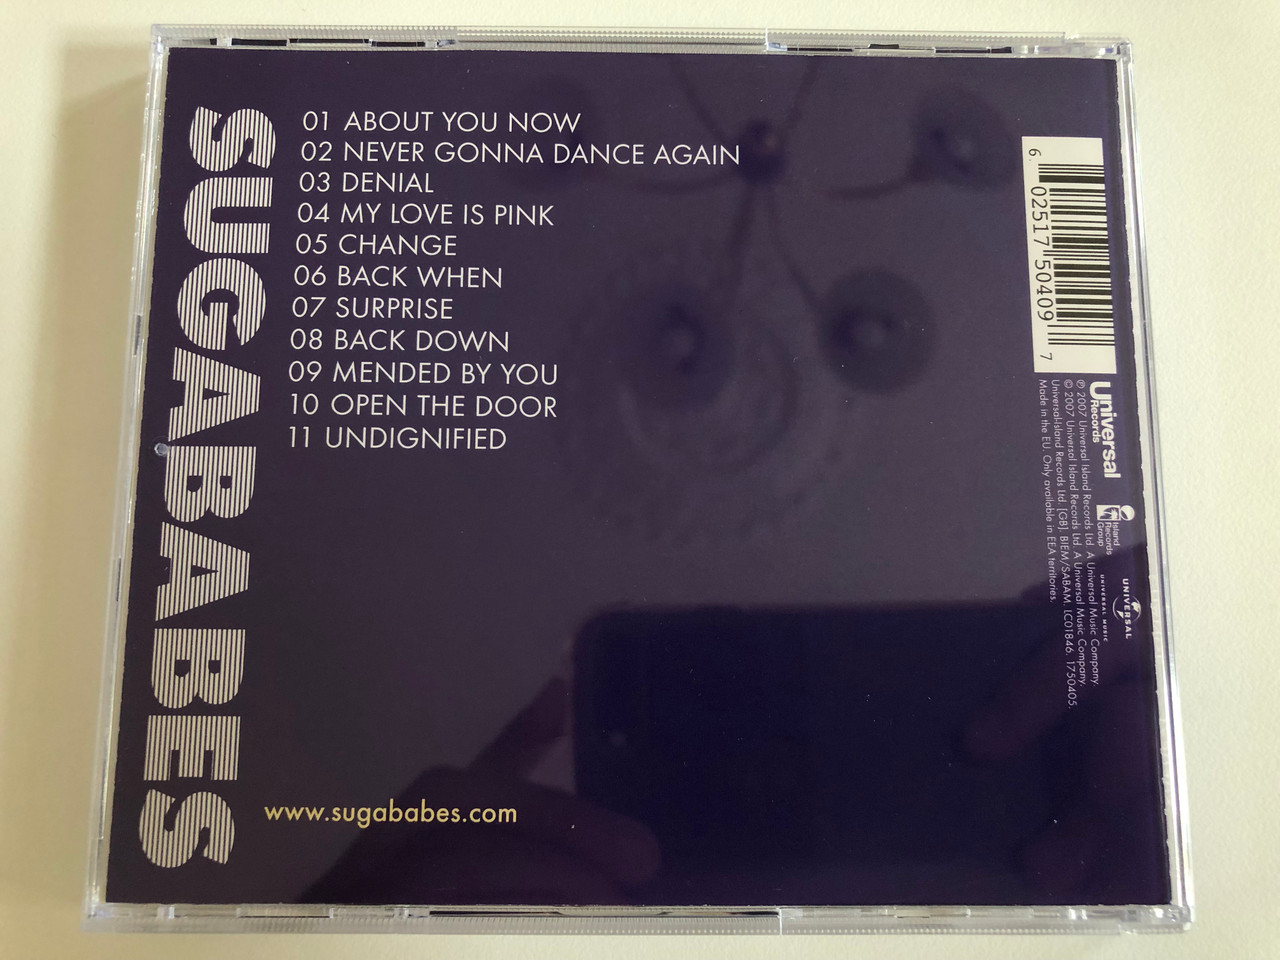 SUGABABES
01 ABOUT YOU NOW
02 NEVER GONNA DANCE AGAIN
03 DENIAL
04 MY LOVE IS PINK
05 CHANGE
06 BACK WHEN
07 SURPRISE
08 BACK DOWN
09 MENDED BY YOU
10 OPEN THE DOOR
11 UNDIGNIFIED
www.sugababes.com
6 02517 50409 7
Universal
Records
Island
Records
Group
UNIVERSAL
UNIVERSAL MUSIC
℗ 2007 Universal Island Records Ltd. A Universal Music Company.
© 2007 Universal Island Records Ltd. A Universal Music Company.
Universal-Island Records Ltd. [GB]. BIEM/SABAM. LC01846. 1750405.
Made in the EU. Only available in EEA territories.